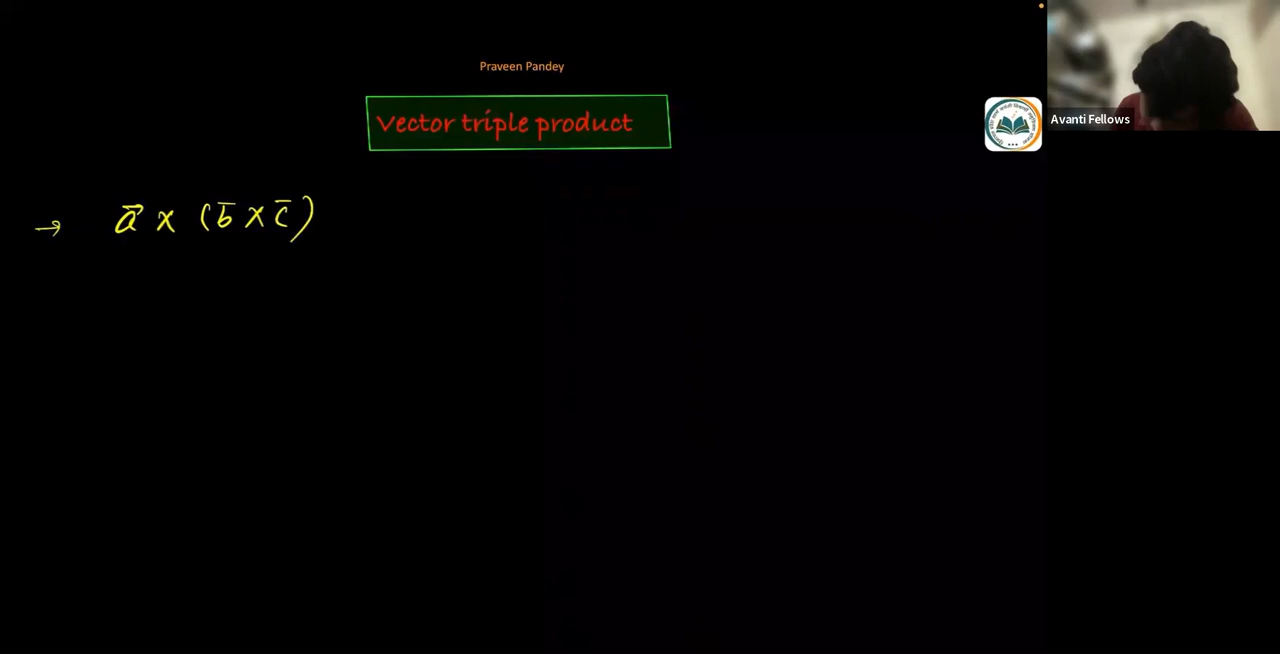 Praveen Pandey
Vector triple product
Avanti Fellows
→ a⃗ x (b̄ x c̄)